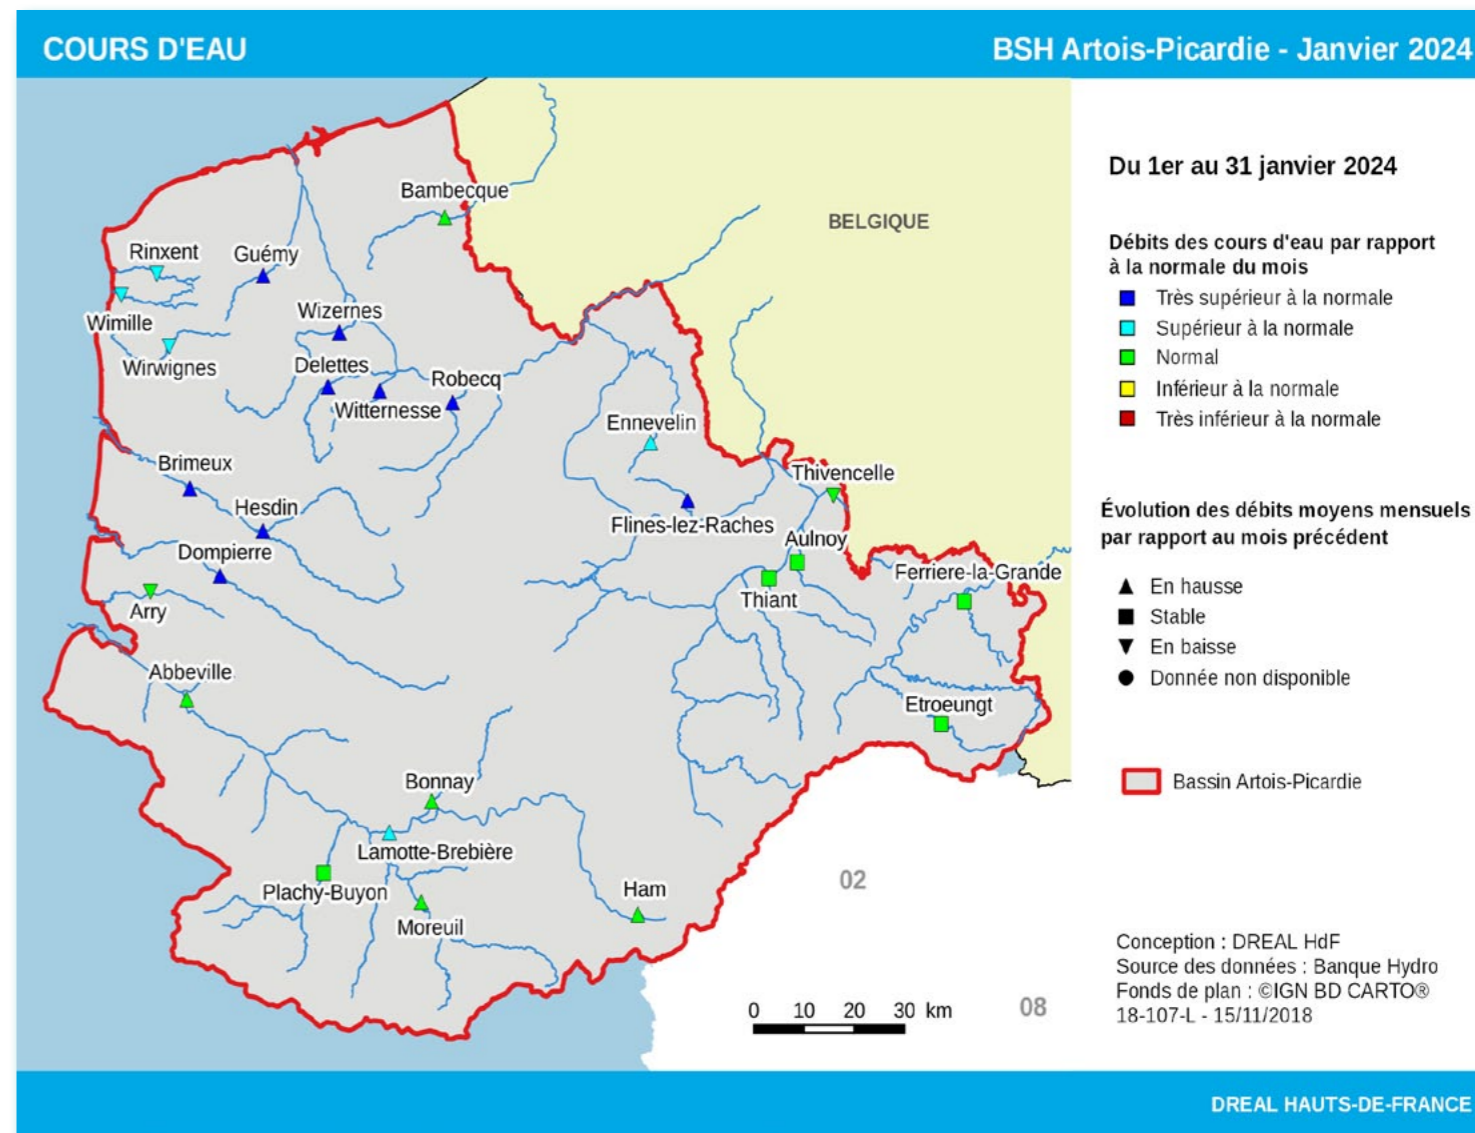 COURS D'EAU
BSH Artois-Picardie - Janvier 2024
Bambecque
BELGIQUE
Rinxent
Guémy
Wimille
Wizernes
Wirwignes
Delettes
Robecq
Witternesse
Ennevelin
Brimeux
Thivencelle
Hesdin
Flines-lez-Raches
Aulnoy
Dompierre
Ferriere-la-Grande
Arry
Thiant
Abbeville
Etroeungt
Bonnay
Lamotte-Brebière
Plachy-Buyon
Ham
Moreuil
02
08
0 10 20 30 km
Du 1er au 31 janvier 2024
Débits des cours d'eau par rapport
à la normale du mois
Très supérieur à la normale
Supérieur à la normale
Normal
Inférieur à la normale
Très inférieur à la normale
Évolution des débits moyens mensuels
par rapport au mois précédent
En hausse
Stable
En baisse
Donnée non disponible
Bassin Artois-Picardie
Conception : DREAL HdF
Source des données : Banque Hydro
Fonds de plan : ©IGN BD CARTO®
18-107-L - 15/11/2018
DREAL HAUTS-DE-FRANCE